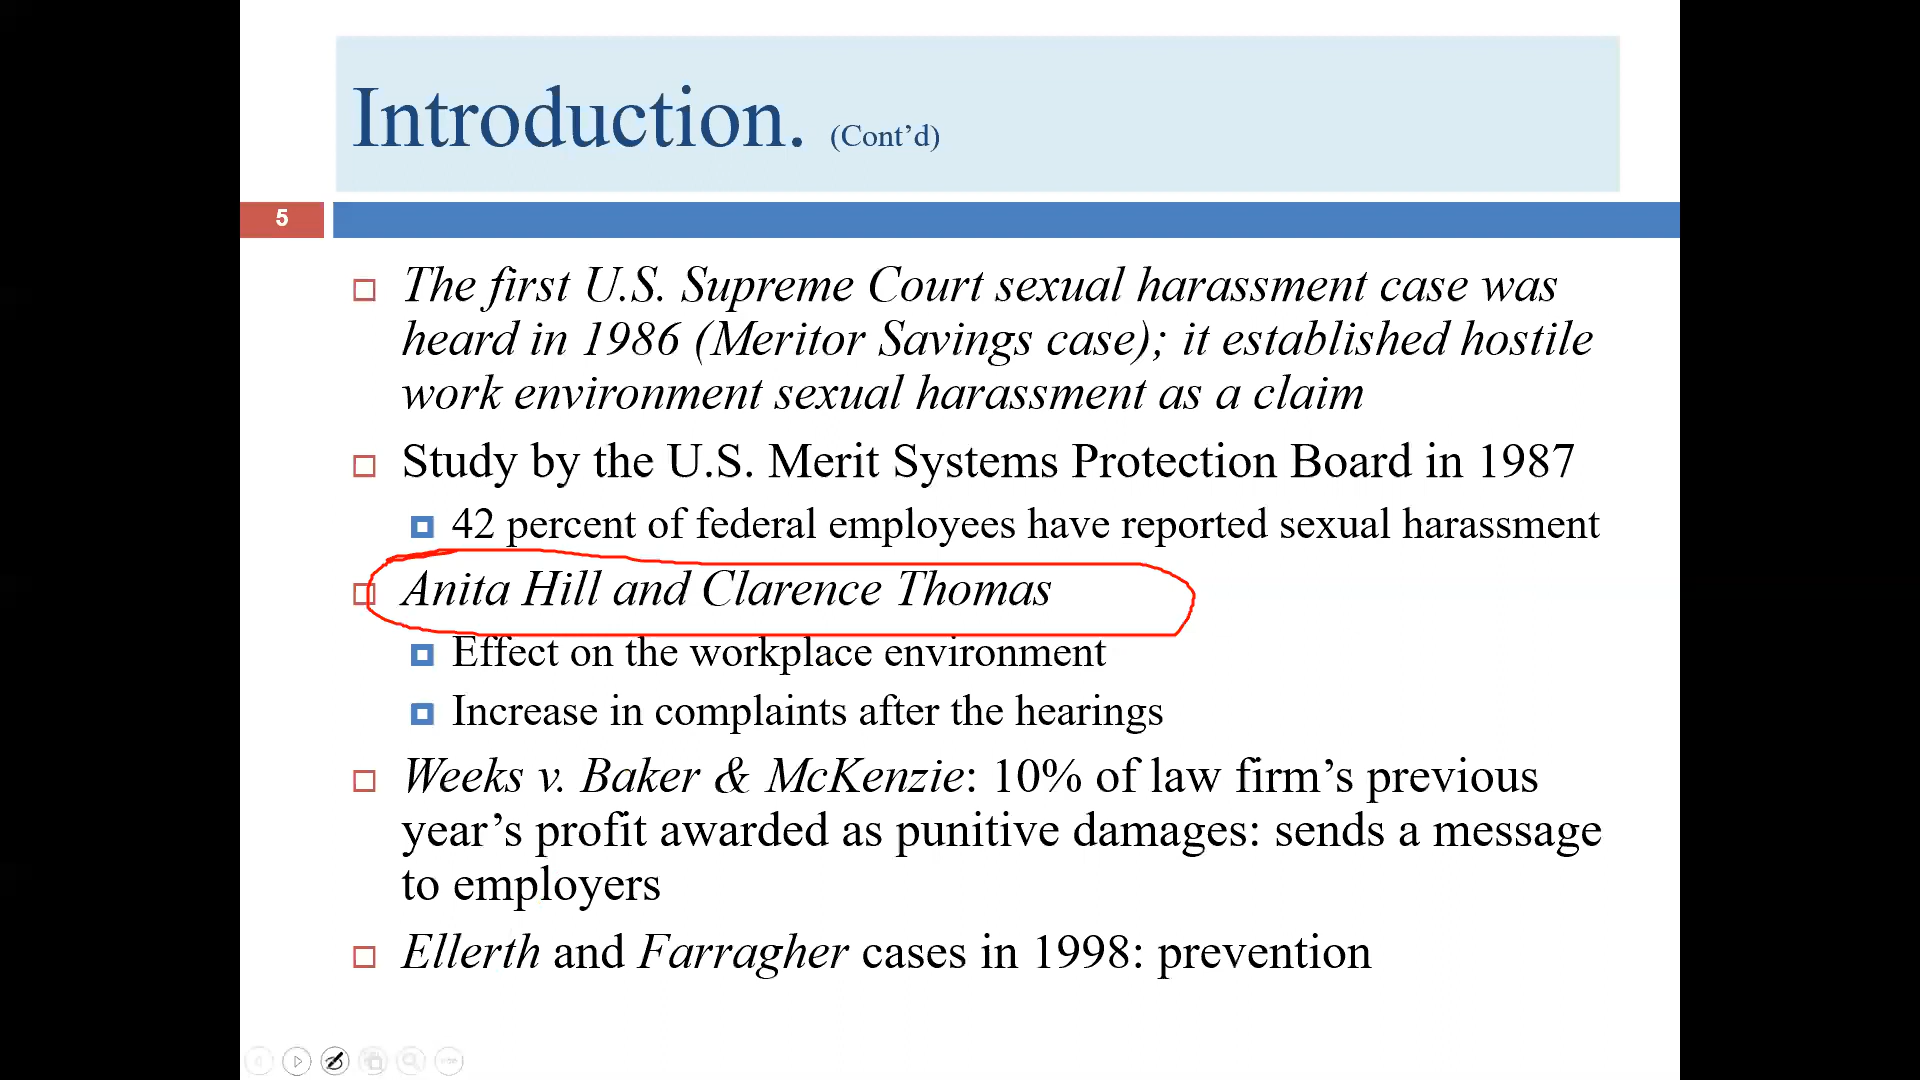 Introduction. (Cont’d)
5
The first U.S. Supreme Court sexual harassment case was
heard in 1986 (Meritor Savings case); it established hostile
work environment sexual harassment as a claim
Study by the U.S. Merit Systems Protection Board in 1987
42 percent of federal employees have reported sexual harassment
Anita Hill and Clarence Thomas
Effect on the workplace environment
Increase in complaints after the hearings
Weeks v. Baker & McKenzie: 10% of law firm’s previous
year’s profit awarded as punitive damages: sends a message
to employers
Ellerth and Farragher cases in 1998: prevention